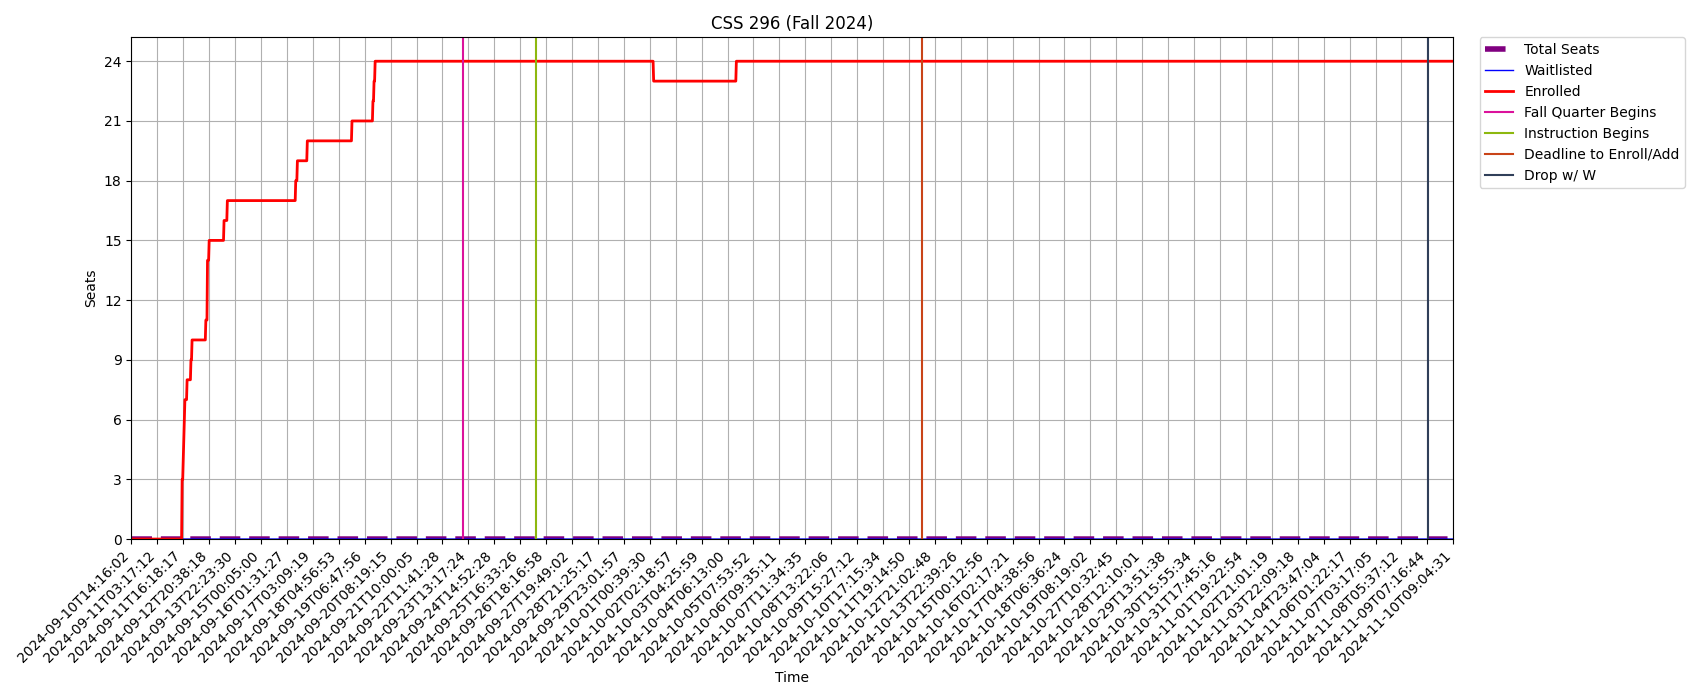 CSS 296 (Fall 2024)
Total Seats
Waitlisted
Enrolled
Fall Quarter Begins
Instruction Begins
Deadline to Enroll/Add
Drop w/ W
Seats
24
21
18
15
12
9
6
3
0
2024-09-10T14:16:02
2024-09-11T03:17:12
2024-09-11T16:18:17
2024-09-12T20:38:18
2024-09-13T22:23:30
2024-09-15T00:05:00
2024-09-16T01:31:27
2024-09-17T03:09:19
2024-09-18T04:56:53
2024-09-19T06:47:56
2024-09-20T08:19:15
2024-09-21T10:00:05
2024-09-22T11:41:28
2024-09-23T13:17:24
2024-09-24T14:52:28
2024-09-25T16:33:26
2024-09-26T18:16:58
2024-09-27T19:49:02
2024-09-28T21:25:17
2024-09-29T23:01:57
2024-10-01T00:39:30
2024-10-02T02:18:57
2024-10-03T04:25:59
2024-10-04T06:13:00
2024-10-05T07:53:52
2024-10-06T09:35:11
2024-10-07T11:34:35
2024-10-08T13:22:06
2024-10-09T15:27:12
2024-10-10T17:15:34
2024-10-11T19:14:50
2024-10-12T21:02:48
2024-10-13T22:39:26
2024-10-15T00:12:56
2024-10-16T02:17:21
2024-10-17T04:38:56
2024-10-18T06:36:24
2024-10-19T08:19:02
2024-10-27T10:32:45
2024-10-28T12:10:01
2024-10-29T13:51:38
2024-10-30T15:55:34
2024-10-31T17:45:16
2024-11-01T19:22:54
2024-11-02T21:01:19
2024-11-03T22:09:18
2024-11-04T23:47:04
2024-11-06T01:22:17
2024-11-07T03:17:05
2024-11-08T05:37:12
2024-11-09T07:16:44
2024-11-10T09:04:31
Time